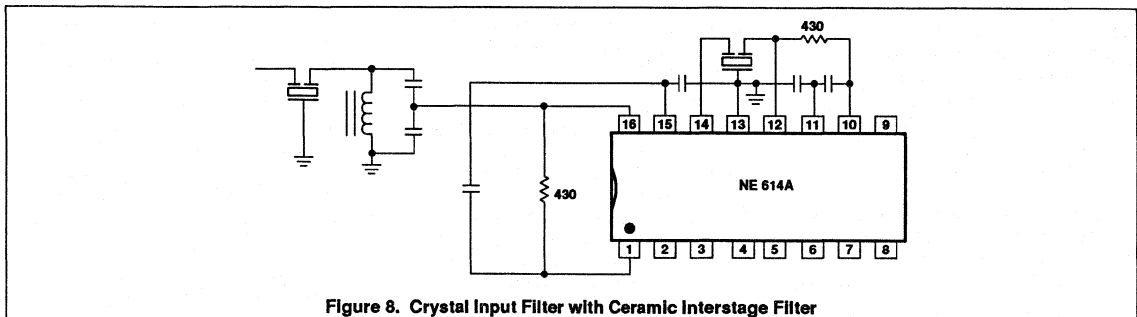 430
16 15 14 13 12 11 10 9
NE 614A
430
1 2 3 4 5 6 7 8
Figure 8. Crystal Input Filter with Ceramic Interstage Filter